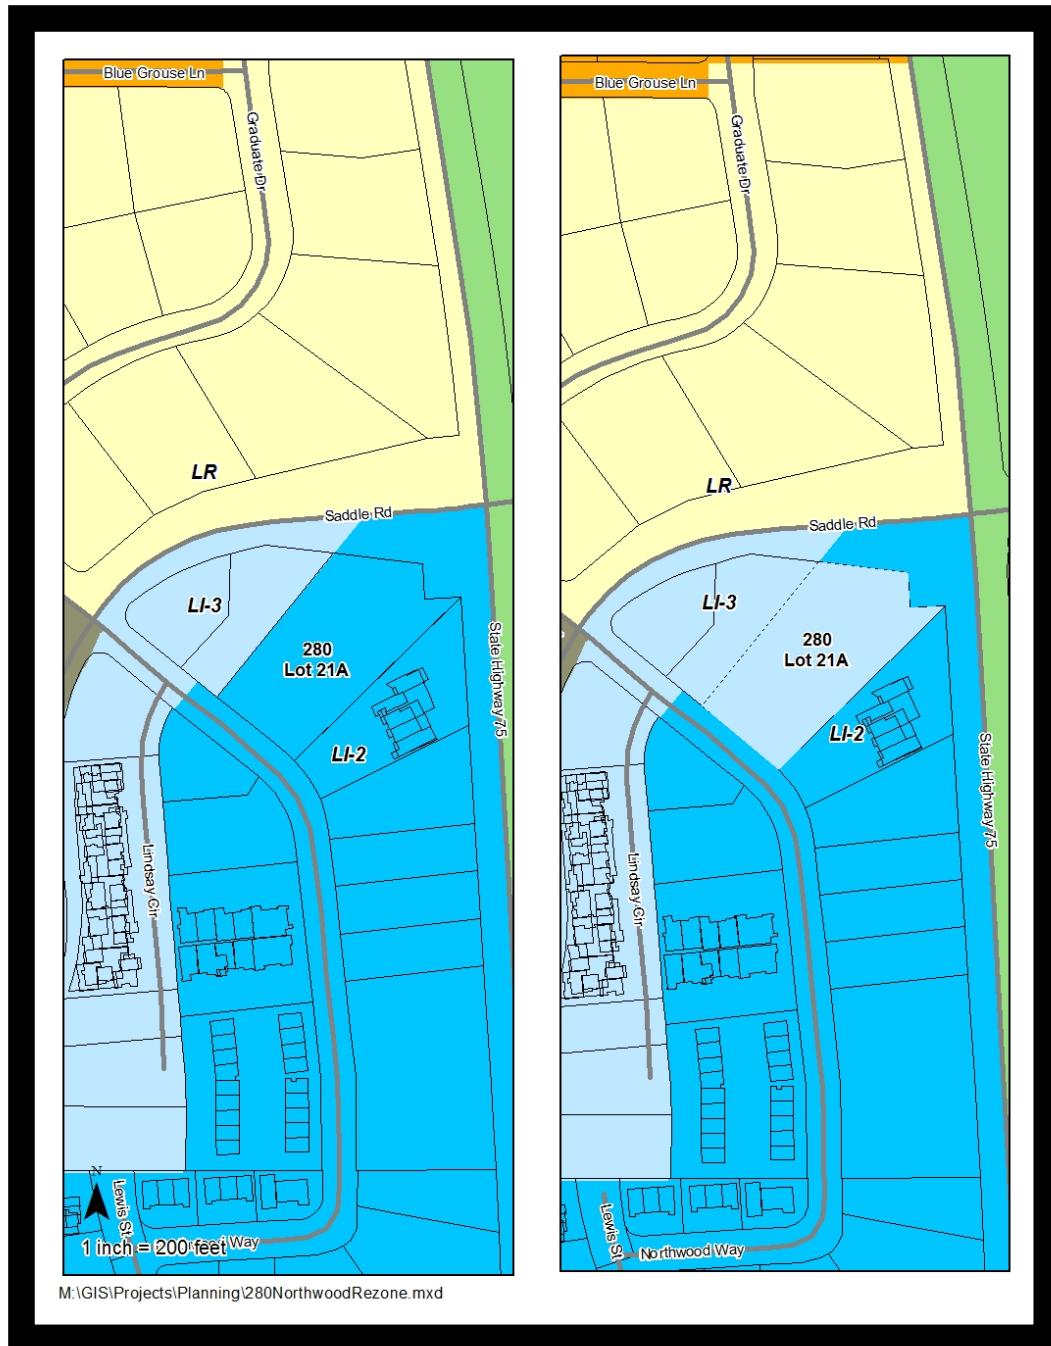 Blue Grouse Ln
Graduate Dr
LR
Saddle Rd
LI-3
280
Lot 21A
State Highway 75
LI-2
Lindsay Cir
N
Lewis St
Way
1 inch = 200 feet
Blue Grouse Ln
Graduate Dr
LR
Saddle Rd
LI-3
280
Lot 21A
LI-2
State Highway 75
Lindsay Cir
Lewis St
Northwood Way
M:\GIS\Projects\Planning\280NorthwoodRezone.mxd